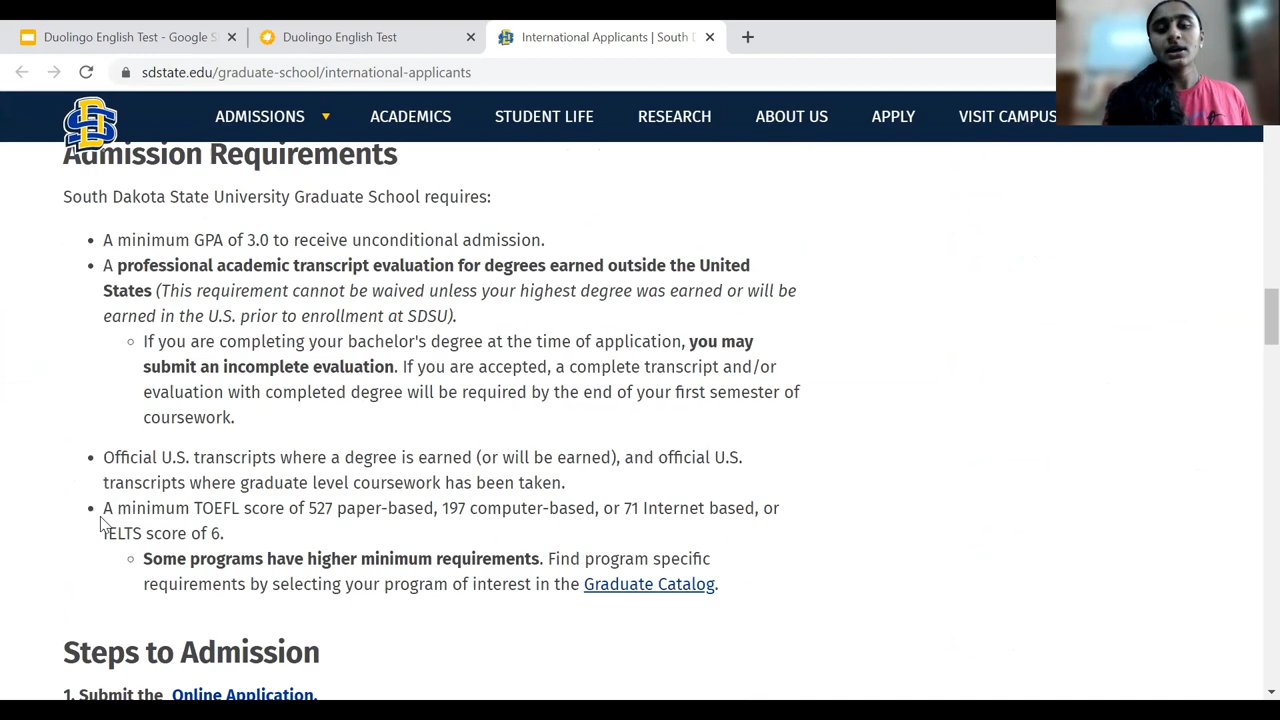 Duolingo English Test - Google S
Duolingo English Test
International Applicants | South D
sdstate.edu/graduate-school/international-applicants
ADMISSIONS ACADEMICS STUDENT LIFE RESEARCH ABOUT US APPLY VISIT CAMPUS
Admission Requirements
South Dakota State University Graduate School requires:
• A minimum GPA of 3.0 to receive unconditional admission.
• A professional academic transcript evaluation for degrees earned outside the United
States (This requirement cannot be waived unless your highest degree was earned or will be
earned in the U.S. prior to enrollment at SDSU).
◦ If you are completing your bachelor's degree at the time of application, you may
submit an incomplete evaluation. If you are accepted, a complete transcript and/or
evaluation with completed degree will be required by the end of your first semester of
coursework.
• Official U.S. transcripts where a degree is earned (or will be earned), and official U.S.
transcripts where graduate level coursework has been taken.
• A minimum TOEFL score of 527 paper-based, 197 computer-based, or 71 Internet based, or
IELTS score of 6.
◦ Some programs have higher minimum requirements. Find program specific
requirements by selecting your program of interest in the Graduate Catalog.
Steps to Admission
1. Submit the Online Application.